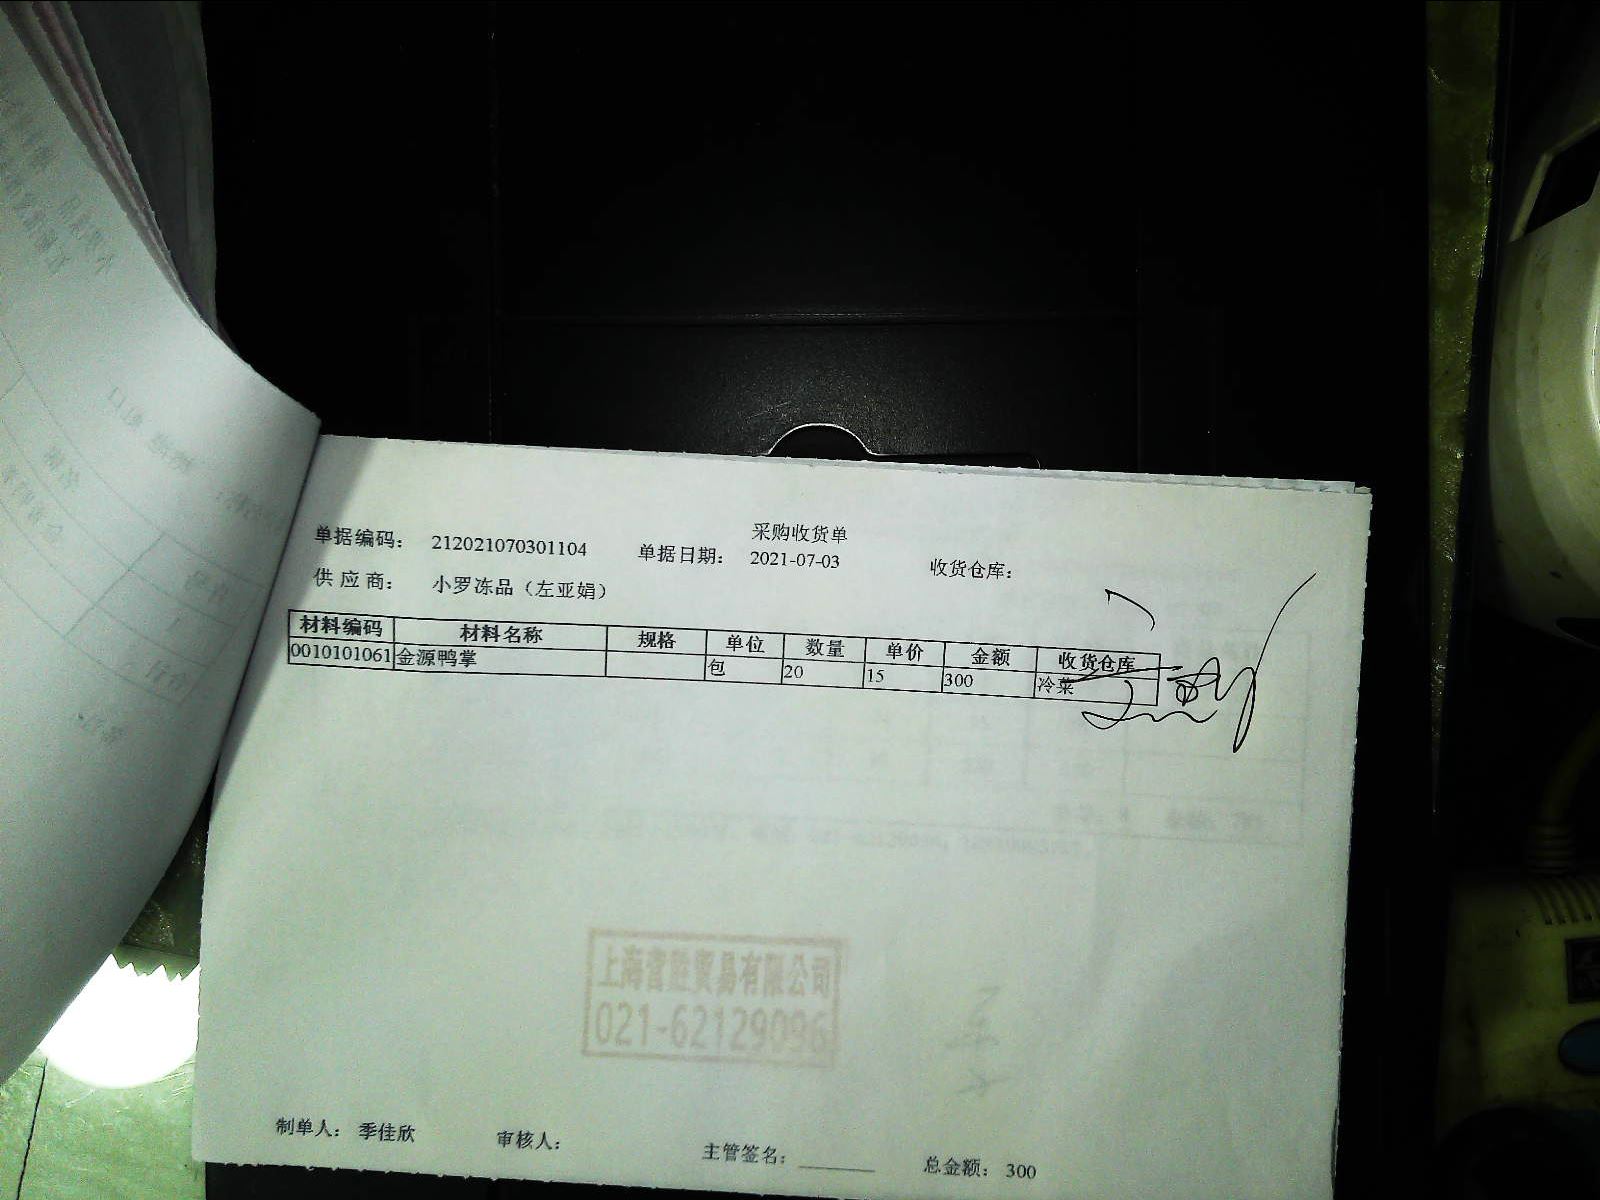 采购收货单
单据编码： 212021070301104 单据日期： 2021-07-03 收货仓库：
供应商： 小罗冻品（左亚娟）
材料编码 材料名称 规格 单位 数量 单价 金额 收货仓库
0010101061 金源鸭掌 包 20 15 300 冷菜
上海营胜贸易有限公司
021-62129096
制单人： 季佳欣 审核人： 主管签名： 总金额： 300